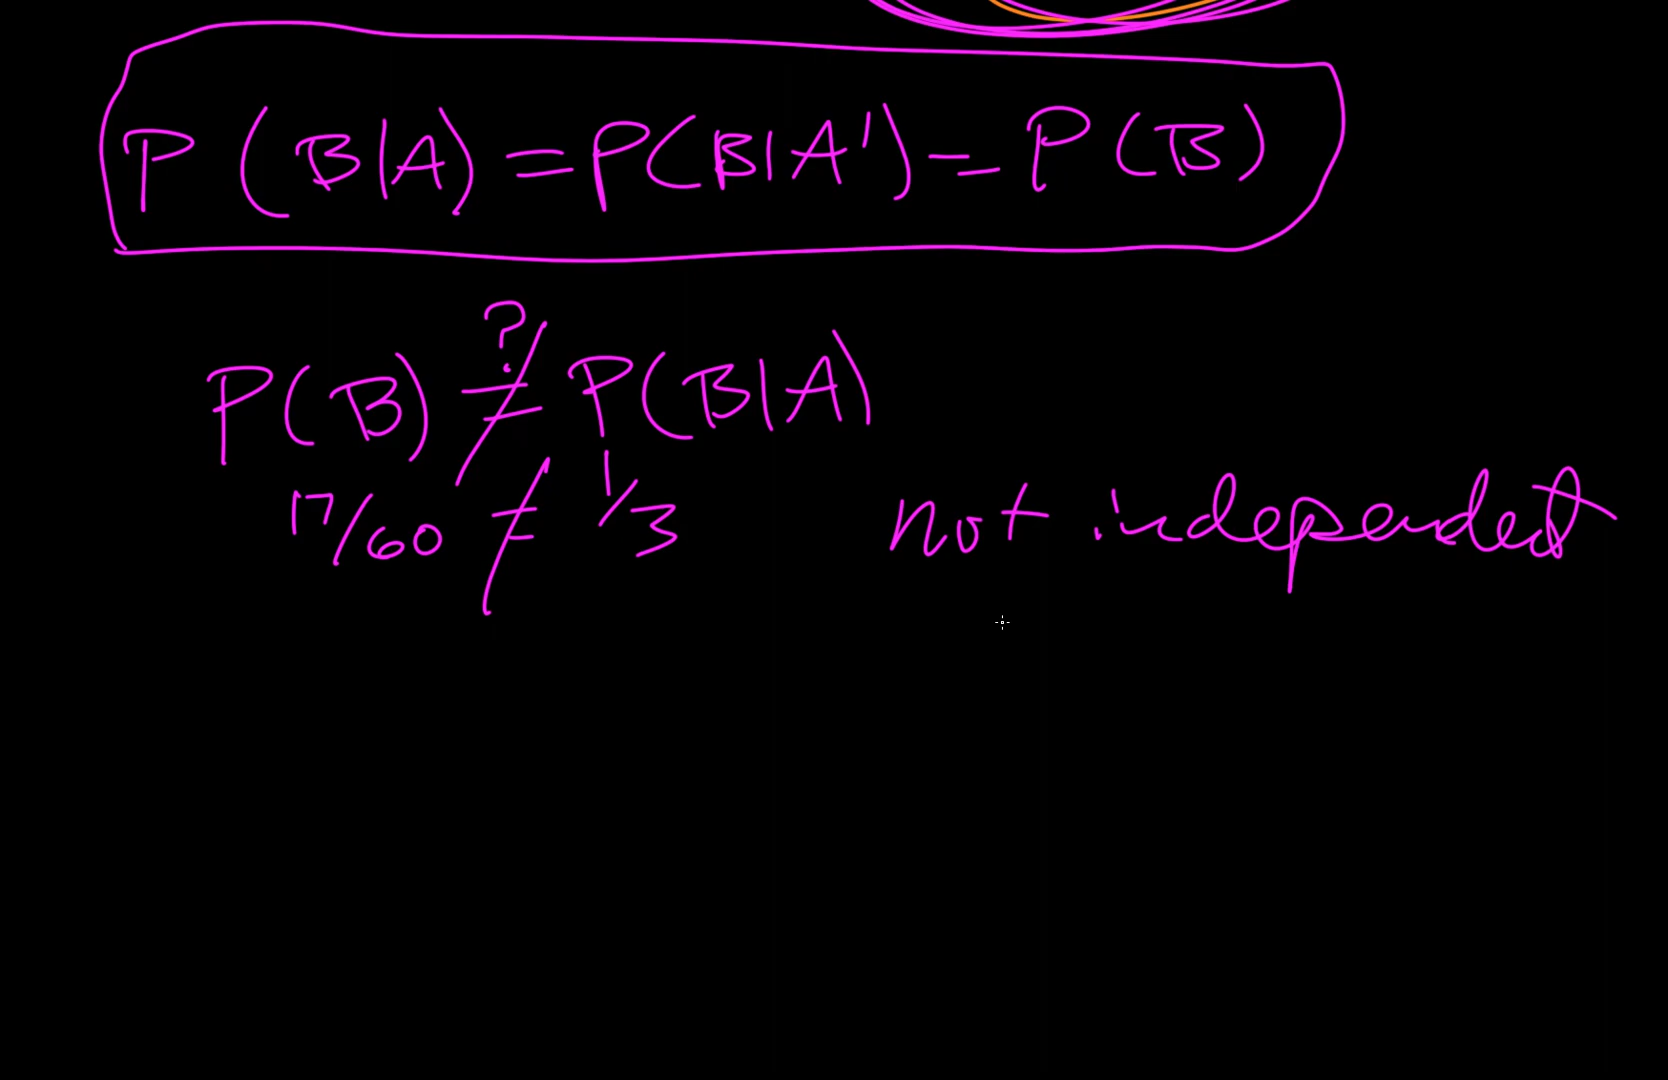 P(B|A) = P(B|A') = P(B)
P(B) ≠? P(B|A)
17/60 ≠ 1/3 not independent